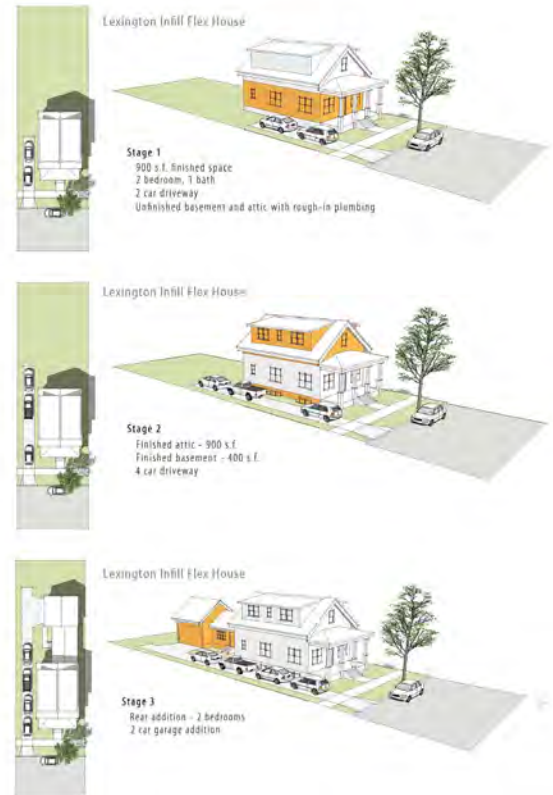 Lexington Infill Flex House
Stage 1
900 s.f. finished space
2 bedroom, 1 bath
2 car driveway
Unfinished basement and attic with rough-in plumbing
Lexington Infill Flex House
Stage 2
Finished attic - 900 s.f.
Finished basement - 400 s.f.
4 car driveway
Lexington Infill Flex House
Stage 3
Rear addition - 2 bedrooms
2 car garage addition